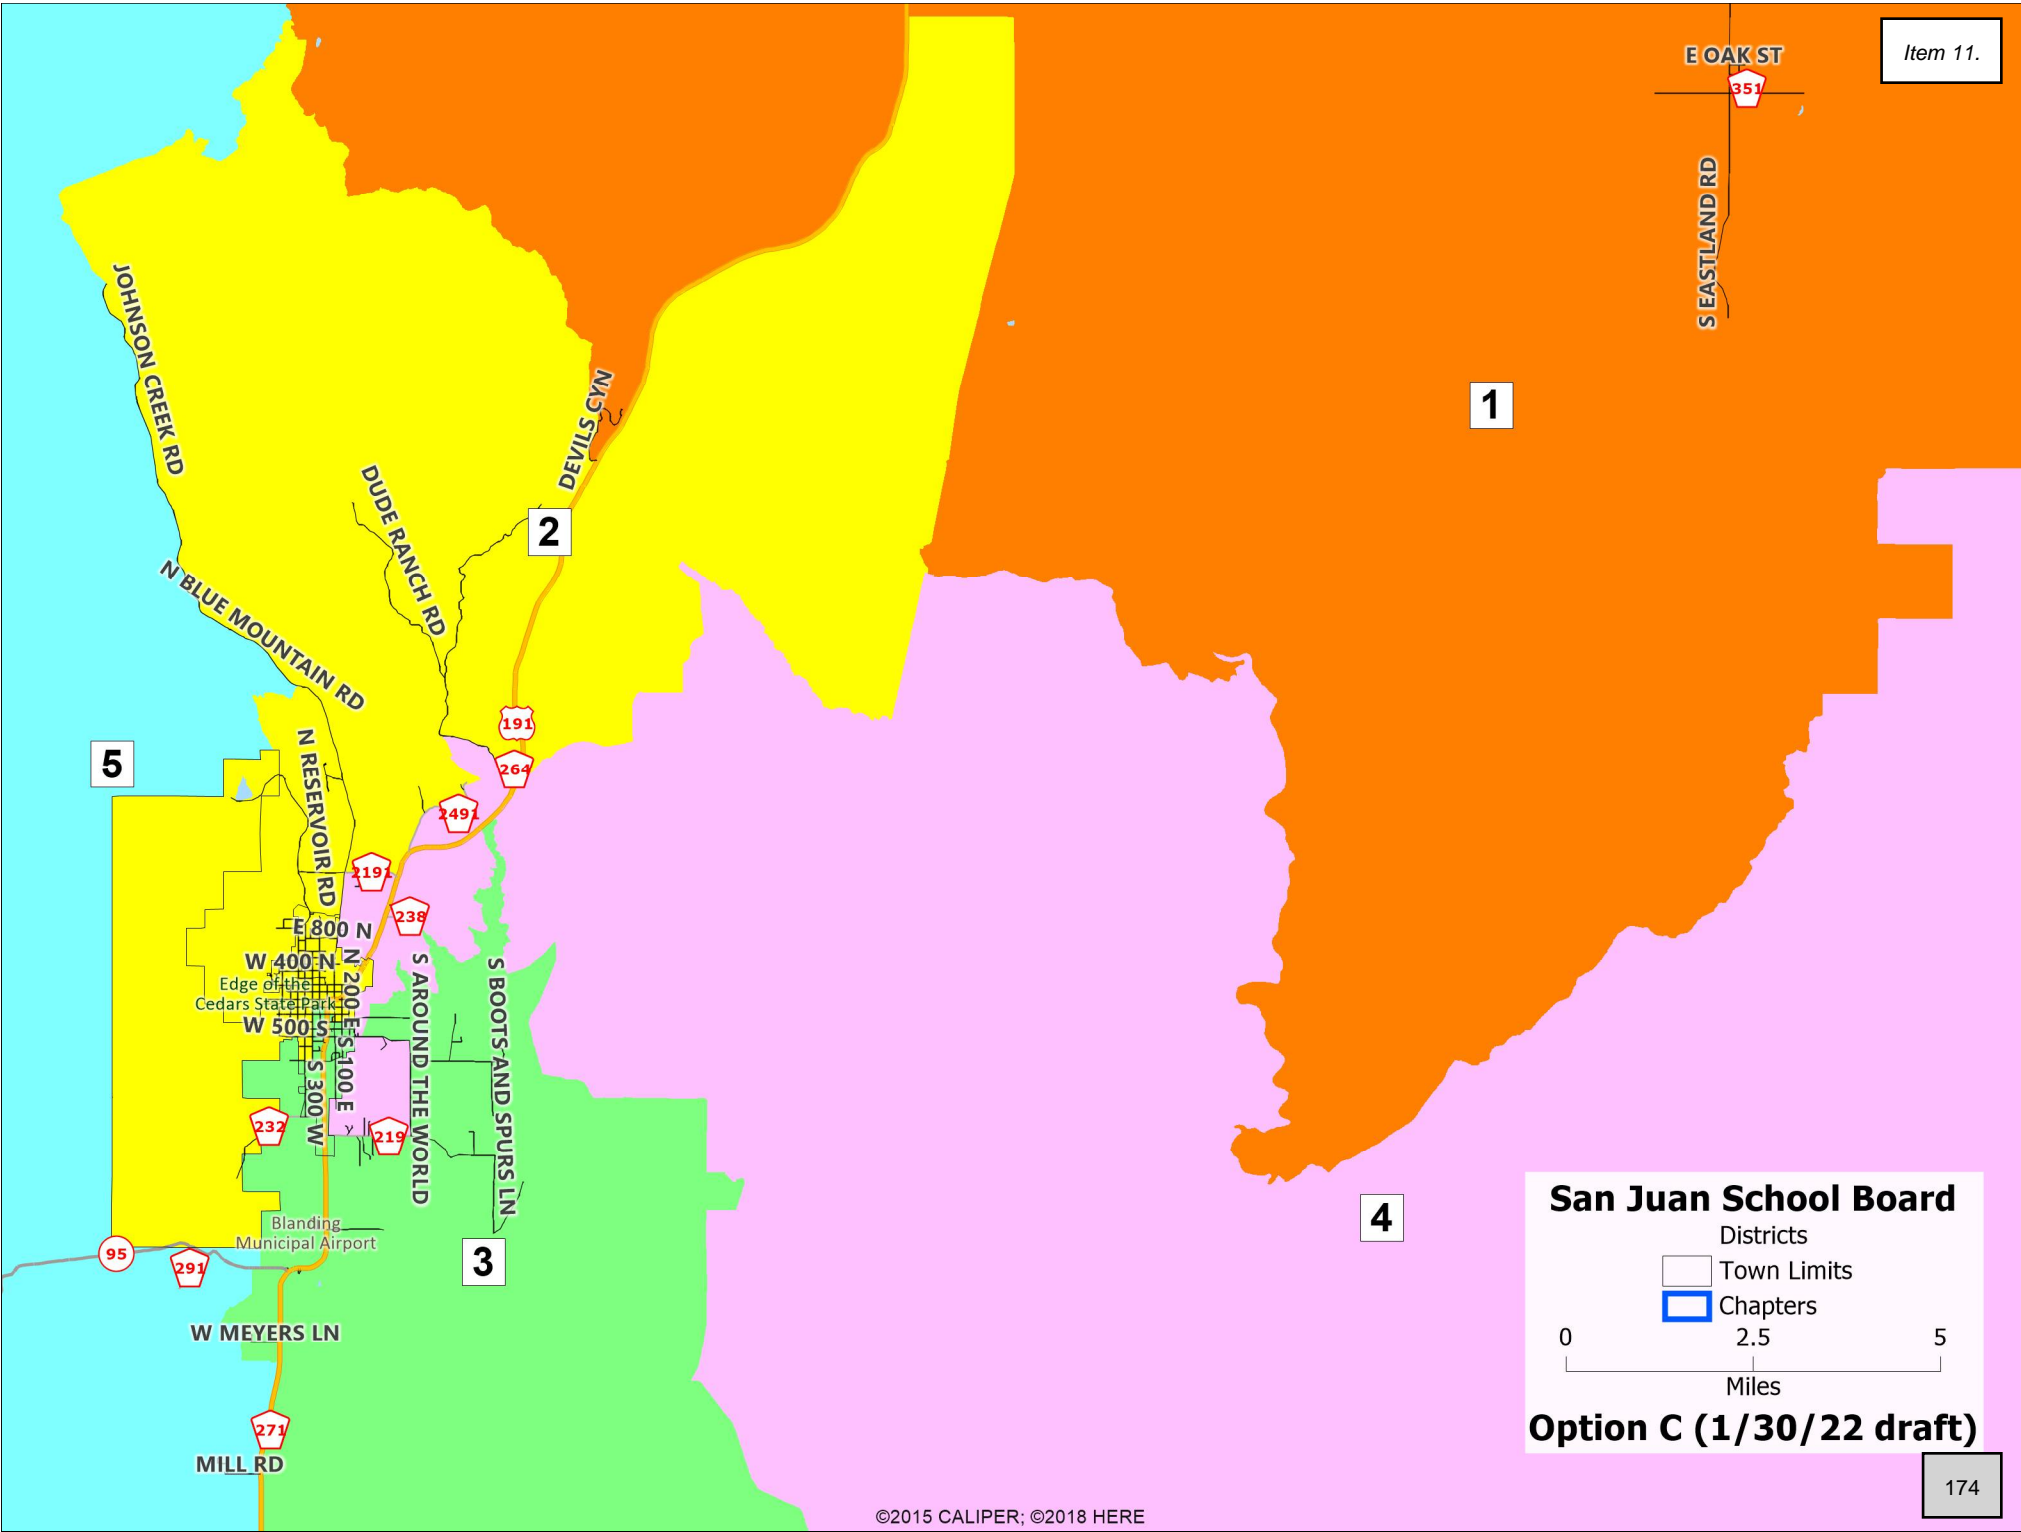 Item 11.
E OAK ST
351
S EASTLAND RD
1
JOHNSON CREEK RD
DEVILS CYN
DUDE RANCH RD
2
N BLUE MOUNTAIN RD
191
5
N RESERVOIR RD
264
2491
2191
238
E 800 N
W 400 N
N 200 E
Edge of the
Cedars State Park
W 500 S
S AROUND THE WORLD
S BOOTS AND SPURS LN
S 100 E
S 300 W
232
219
Blanding
Municipal Airport
95
291
3
4
W MEYERS LN
271
MILL RD
San Juan School Board
Districts
Town Limits
Chapters
0 2.5 5
Miles
Option C (1/30/22 draft)
174
©2015 CALIPER; ©2018 HERE